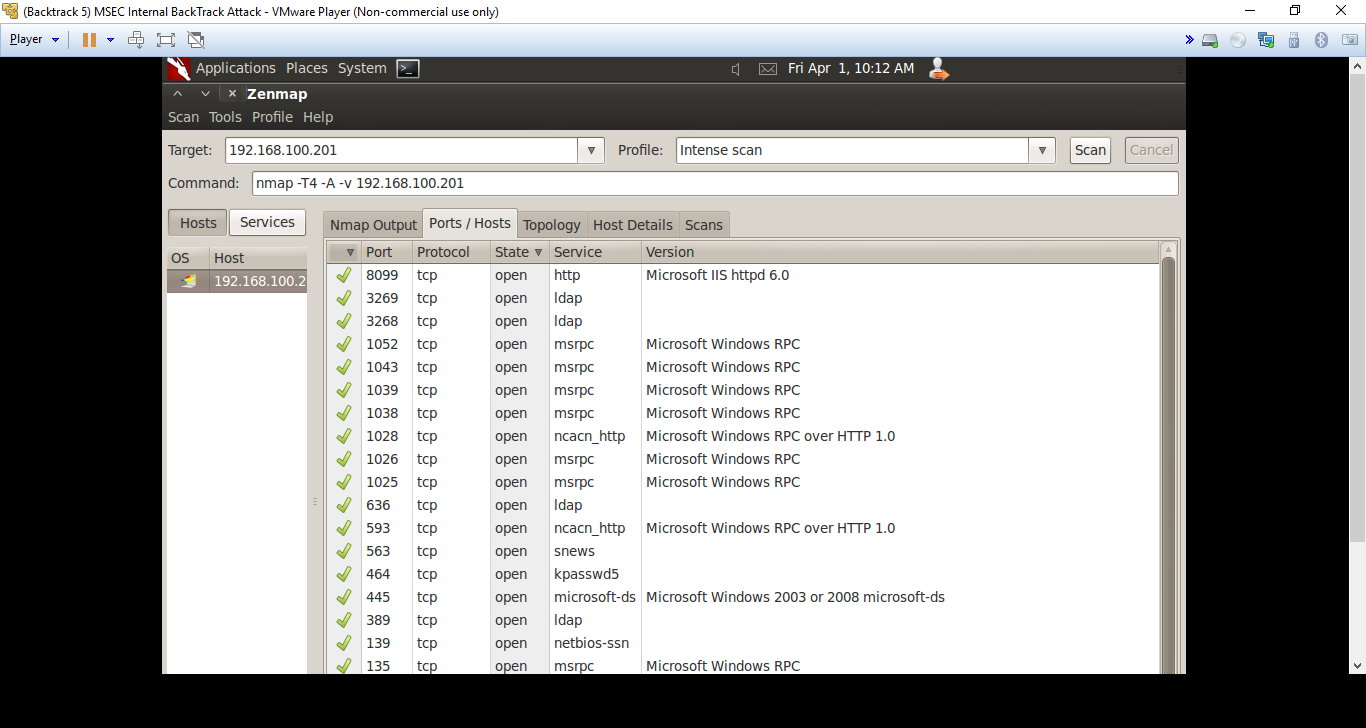 (Backtrack 5) MSEC Internal BackTrack Attack - VMware Player (Non-commercial use only)
Player
Applications Places System Fri Apr 1, 10:12 AM
Zenmap
Scan Tools Profile Help
Target: 192.168.100.201 Profile: Intense scan Scan Cancel
Command: nmap -T4 -A -v 192.168.100.201
Hosts Services Nmap Output Ports / Hosts Topology Host Details Scans
OS Host Port Protocol State Service Version
192.168.100.2
8099 tcp open http Microsoft IIS httpd 6.0
3269 tcp open ldap
3268 tcp open ldap
1052 tcp open msrpc Microsoft Windows RPC
1043 tcp open msrpc Microsoft Windows RPC
1039 tcp open msrpc Microsoft Windows RPC
1038 tcp open msrpc Microsoft Windows RPC
1028 tcp open ncacn_http Microsoft Windows RPC over HTTP 1.0
1026 tcp open msrpc Microsoft Windows RPC
1025 tcp open msrpc Microsoft Windows RPC
636 tcp open ldap
593 tcp open ncacn_http Microsoft Windows RPC over HTTP 1.0
563 tcp open snews
464 tcp open kpasswd5
445 tcp open microsoft-ds Microsoft Windows 2003 or 2008 microsoft-ds
389 tcp open ldap
139 tcp open netbios-ssn
135 tcp open msrpc Microsoft Windows RPC